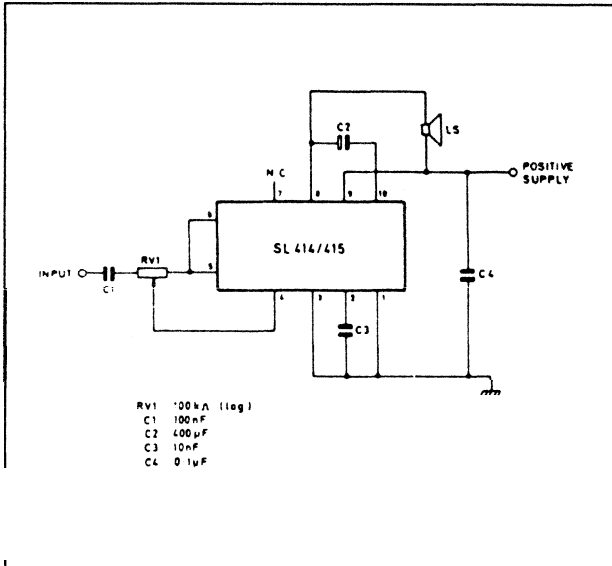 C2
LS
POSITIVE
SUPPLY
N.C
7
8
9
10
6
SL 414/415
C4
RV1
5
INPUT
C1
4
3
2
1
C3
RV1 100kΩ (log)
C1 100nF
C2 400µF
C3 10nF
C4 0.1µF